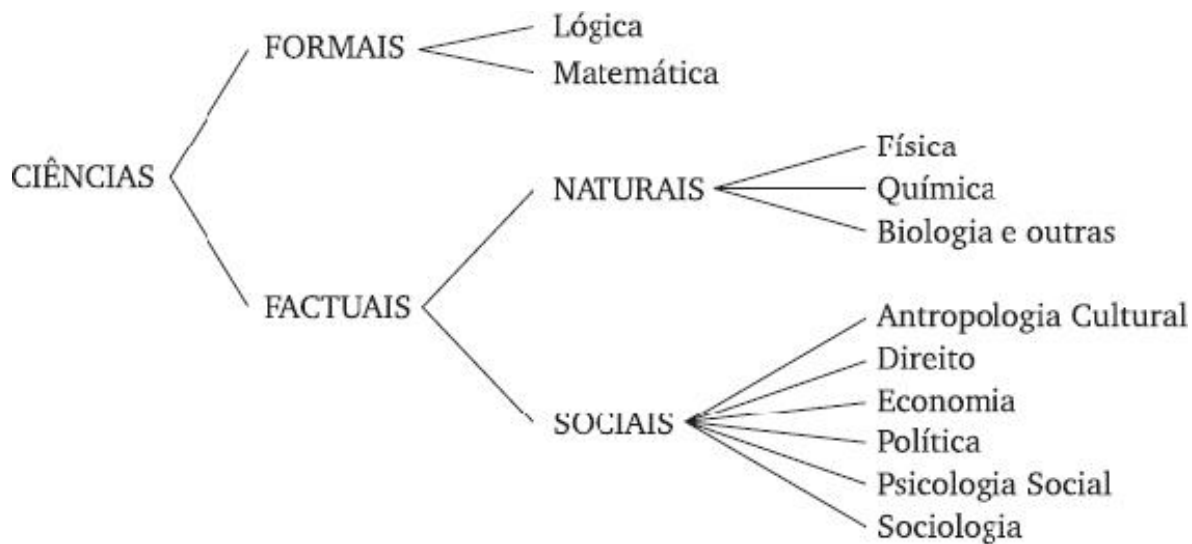 FORMAIS
Lógica
Matemática
CIÊNCIAS
NATURAIS
Física
Química
Biologia e outras
FACTUAIS
SOCIAIS
Antropologia Cultural
Direito
Economia
Política
Psicologia Social
Sociologia